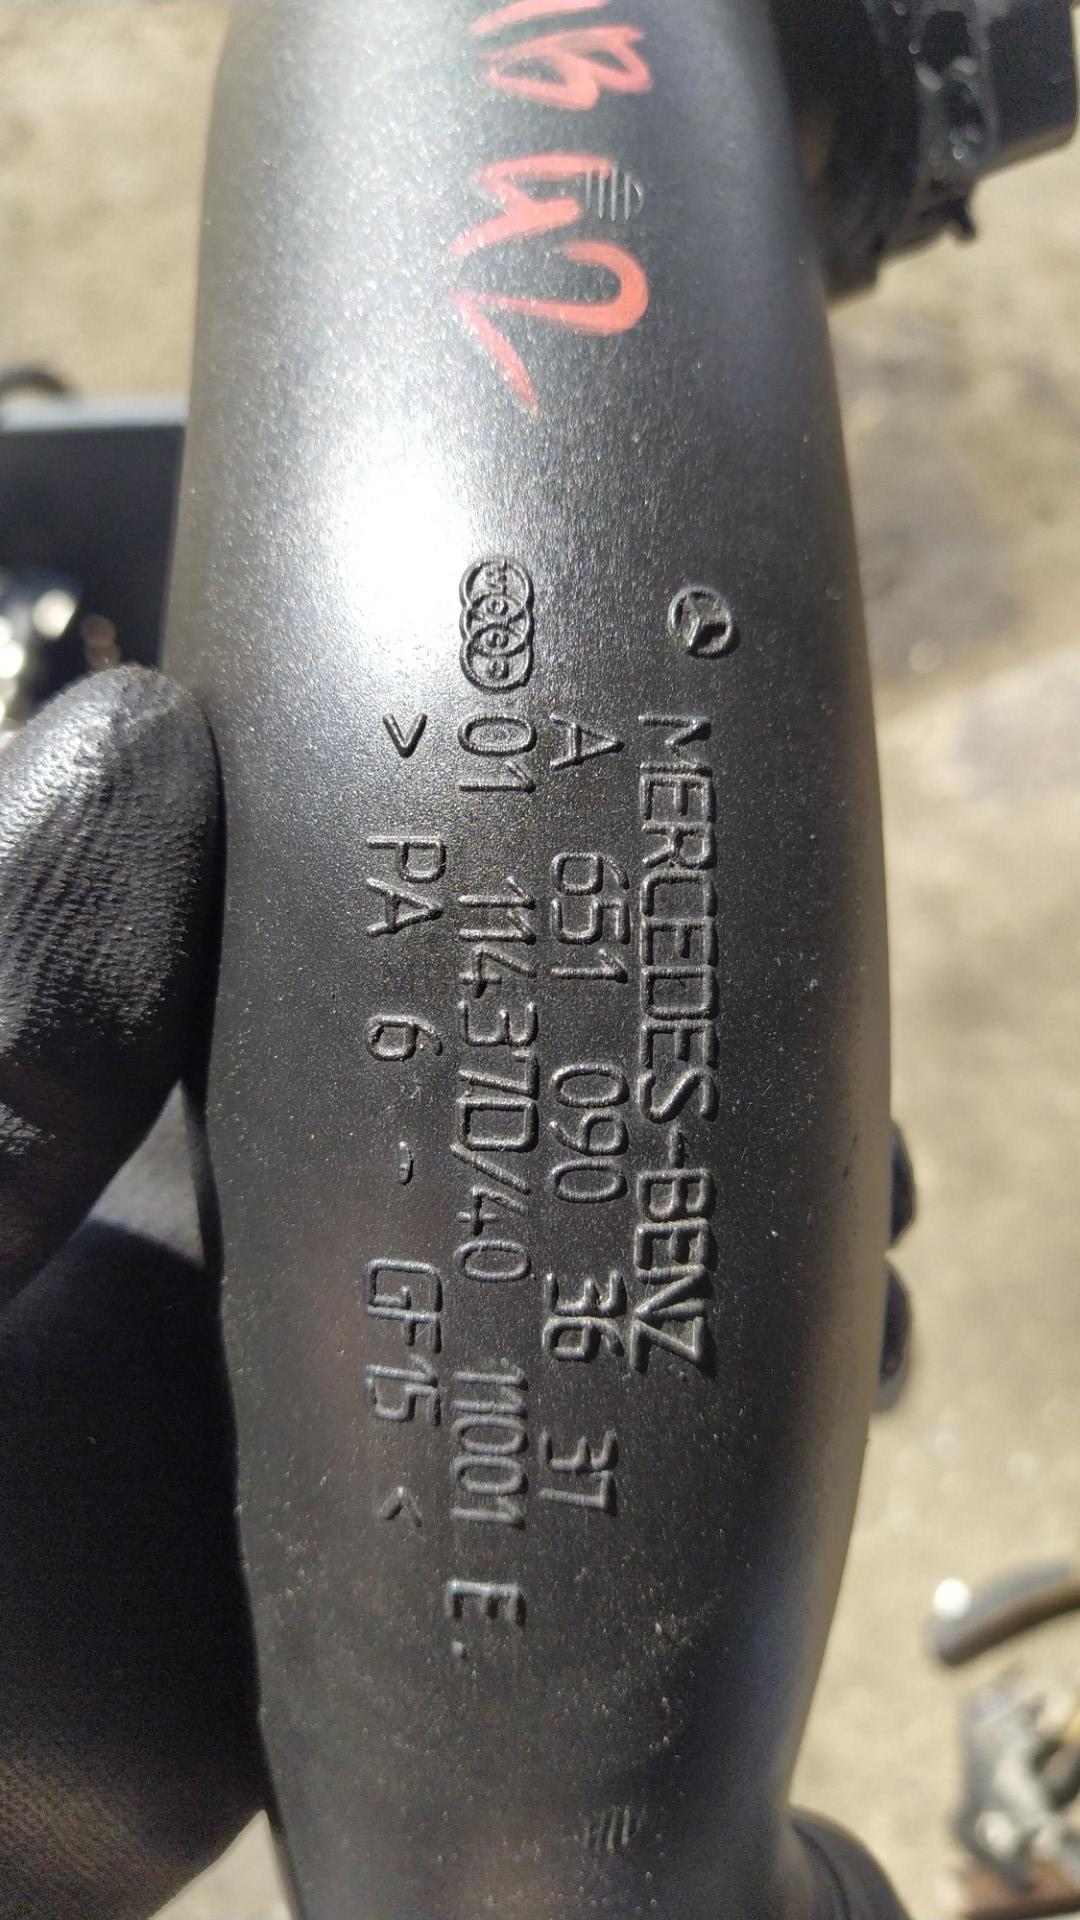 MERCEDES-BENZ
A 651 090 36 37
01 11437D/40 11001 E.
> PA 6 - GF15 <